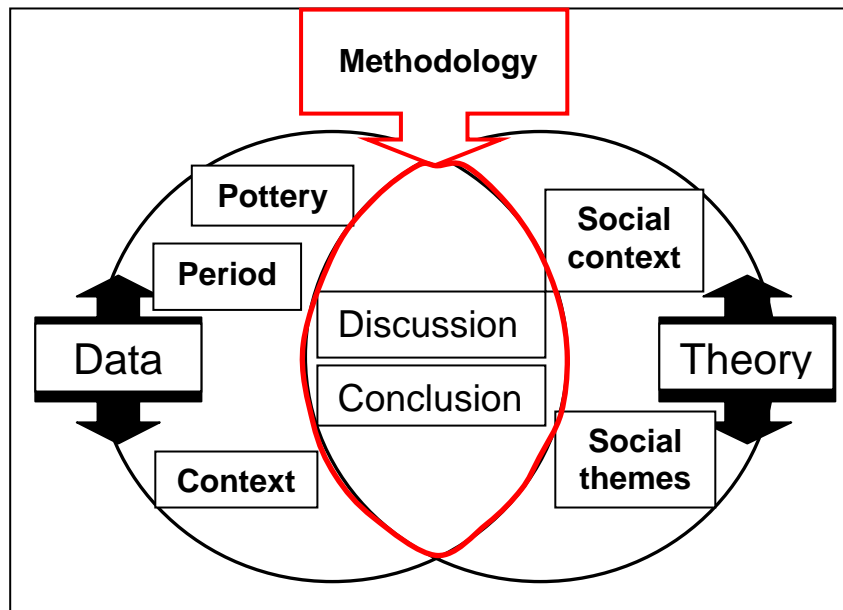 Methodology
Pottery
Period
Social
context
Discussion
Data
Theory
Conclusion
Social
themes
Context